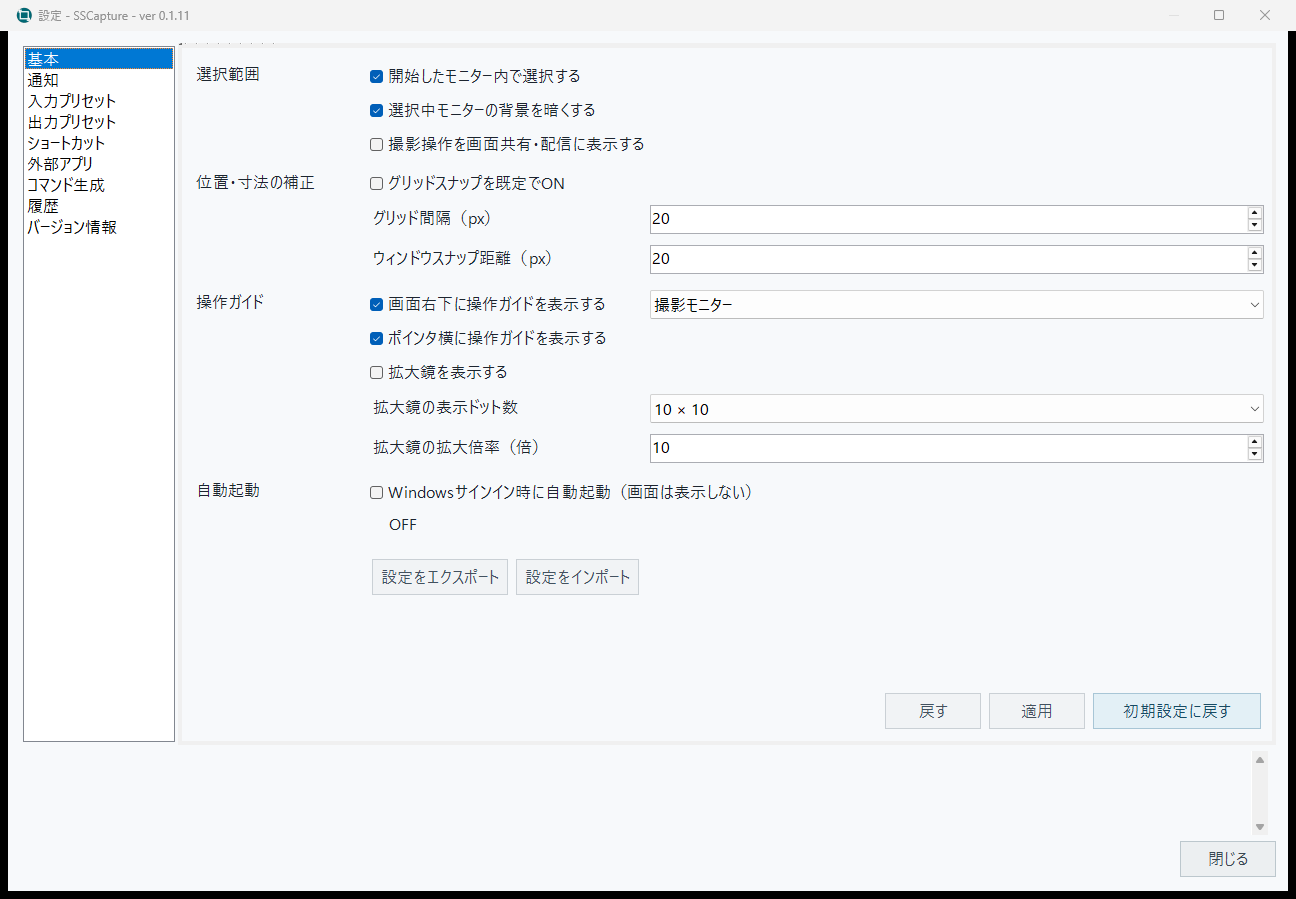 設定 - SSCapture - ver 0.1.11
基本
通知
入力プリセット
出力プリセット
ショートカット
外部アプリ
コマンド生成
履歴
バージョン情報
選択範囲
開始したモニター内で選択する
選択中モニターの背景を暗くする
撮影操作を画面共有・配信に表示する
位置・寸法の補正
グリッドスナップを既定でON
グリッド間隔（px） 20
ウィンドウスナップ距離（px） 20
操作ガイド
画面右下に操作ガイドを表示する 撮影モニター
ポインタ横に操作ガイドを表示する
拡大鏡を表示する
拡大鏡の表示ドット数 10 × 10
拡大鏡の拡大倍率（倍） 10
自動起動
Windowsサインイン時に自動起動（画面は表示しない）
OFF
設定をエクスポート 設定をインポート
戻す 適用 初期設定に戻す
閉じる